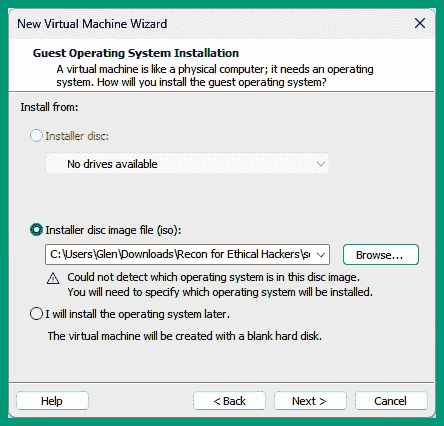 New Virtual Machine Wizard
Guest Operating System Installation
A virtual machine is like a physical computer; it needs an operating
system. How will you install the guest operating system?
Install from:
Installer disc:
No drives available
Installer disc image file (iso):
C:\Users\Glen\Downloads\Recon for Ethical Hackers\s
Browse...
Could not detect which operating system is in this disc image.
You will need to specify which operating system will be installed.
I will install the operating system later.
The virtual machine will be created with a blank hard disk.
Help
< Back
Next >
Cancel